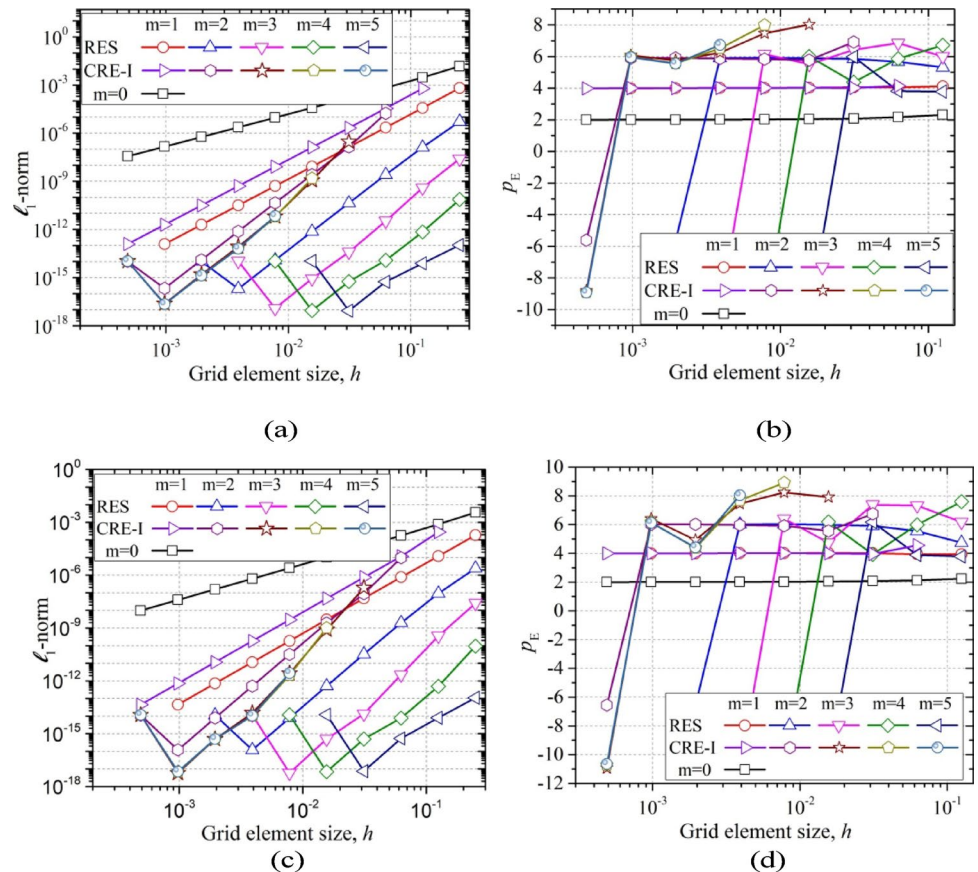 10⁰
10⁻³
10⁻⁶
10⁻⁹
10⁻¹²
10⁻¹⁵
10⁻¹⁸
ℓ₁-norm
m=1 m=2 m=3 m=4 m=5
RES
CRE-I
m=0
10⁻³ 10⁻² 10⁻¹
Grid element size, h
(a)
8
6
4
2
0
-2
-4
-6
-8
-10
p_E
m=1 m=2 m=3 m=4 m=5
RES
CRE-I
m=0
10⁻³ 10⁻² 10⁻¹
Grid element size, h
(b)
10⁰
10⁻³
10⁻⁶
10⁻⁹
10⁻¹²
10⁻¹⁵
10⁻¹⁸
ℓ₁-norm
m=1 m=2 m=3 m=4 m=5
RES
CRE-I
m=0
10⁻³ 10⁻² 10⁻¹
Grid element size, h
(c)
10
8
6
4
2
0
-2
-4
-6
-8
-10
-12
p_E
m=1 m=2 m=3 m=4 m=5
RES
CRE-I
m=0
10⁻³ 10⁻² 10⁻¹
Grid element size, h
(d)